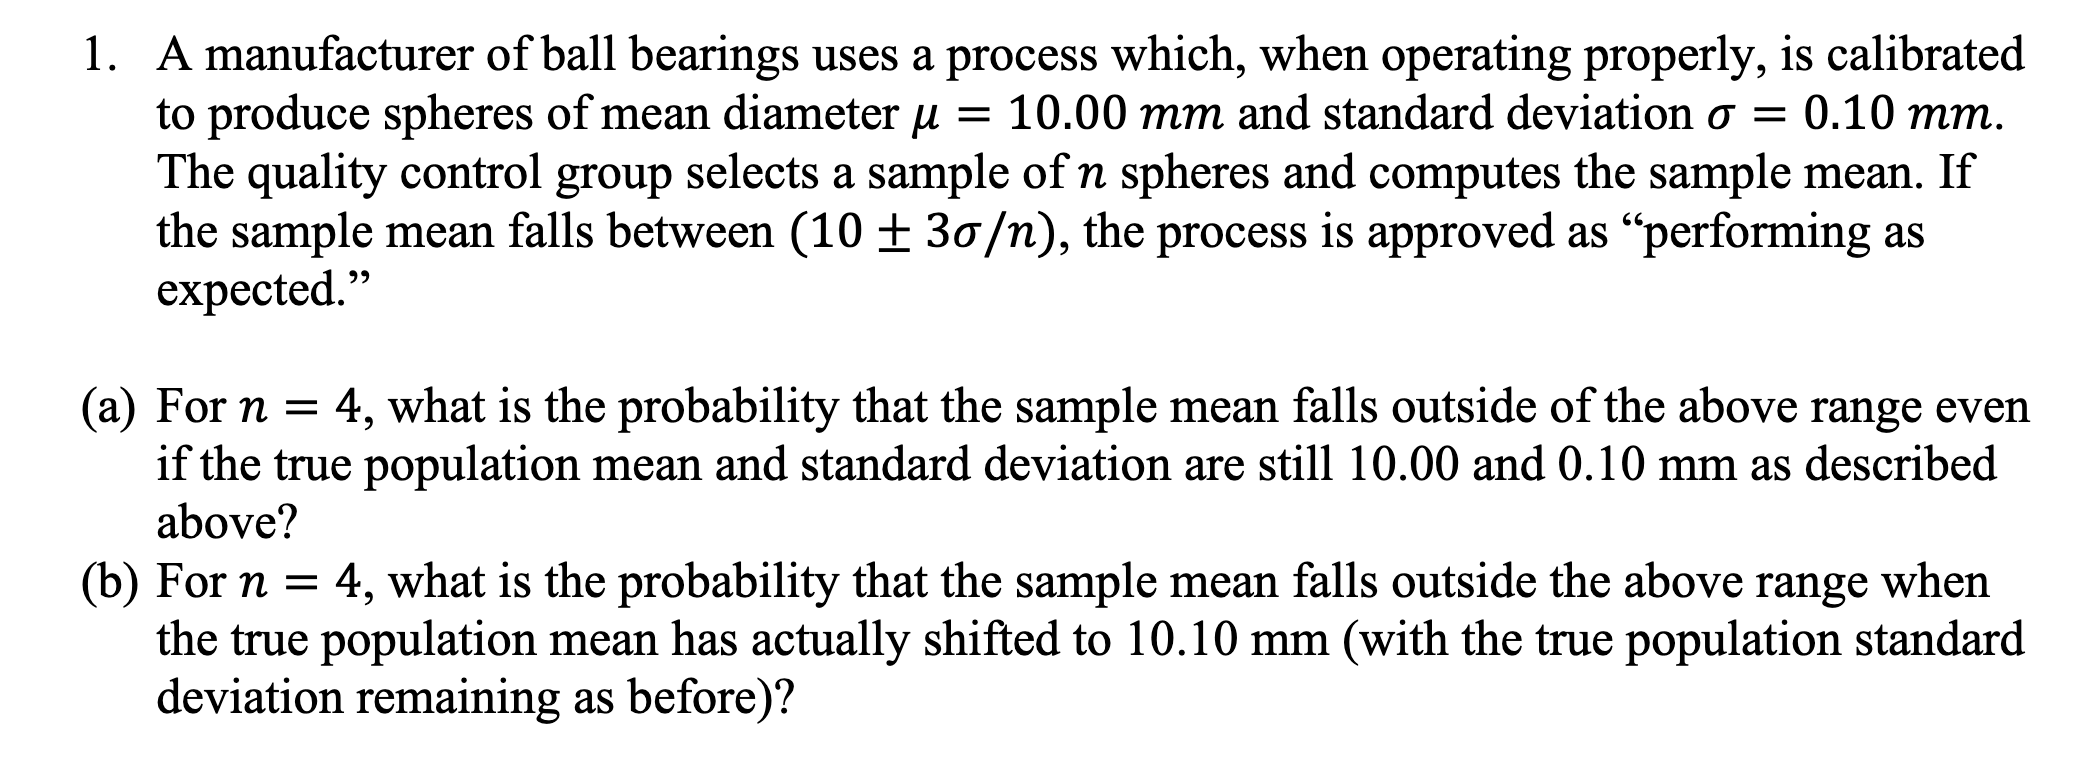 1. A manufacturer of ball bearings uses a process which, when operating properly, is calibrated
to produce spheres of mean diameter μ = 10.00 mm and standard deviation σ = 0.10 mm.
The quality control group selects a sample of n spheres and computes the sample mean. If
the sample mean falls between (10 ± 3σ/n), the process is approved as “performing as
expected.”
(a) For n = 4, what is the probability that the sample mean falls outside of the above range even
if the true population mean and standard deviation are still 10.00 and 0.10 mm as described
above?
(b) For n = 4, what is the probability that the sample mean falls outside the above range when
the true population mean has actually shifted to 10.10 mm (with the true population standard
deviation remaining as before)?